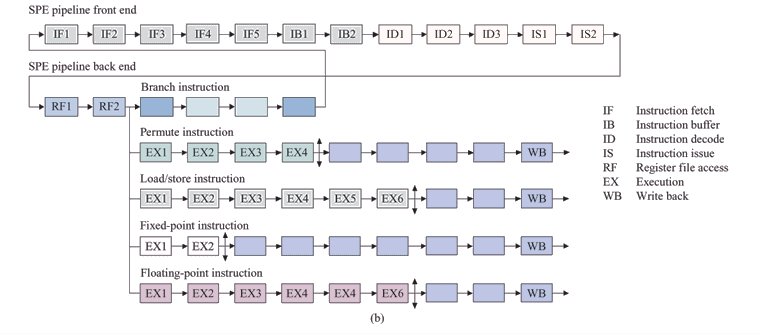 SPE pipeline front end
IF1 IF2 IF3 IF4 IF5 IB1 IB2 ID1 ID2 ID3 IS1 IS2
SPE pipeline back end
Branch instruction
RF1 RF2
Permute instruction
EX1 EX2 EX3 EX4 WB
Load/store instruction
EX1 EX2 EX3 EX4 EX5 EX6 WB
Fixed-point instruction
EX1 EX2 WB
Floating-point instruction
EX1 EX2 EX3 EX4 EX4 EX6 WB
IF Instruction fetch
IB Instruction buffer
ID Instruction decode
IS Instruction issue
RF Register file access
EX Execution
WB Write back
(b)